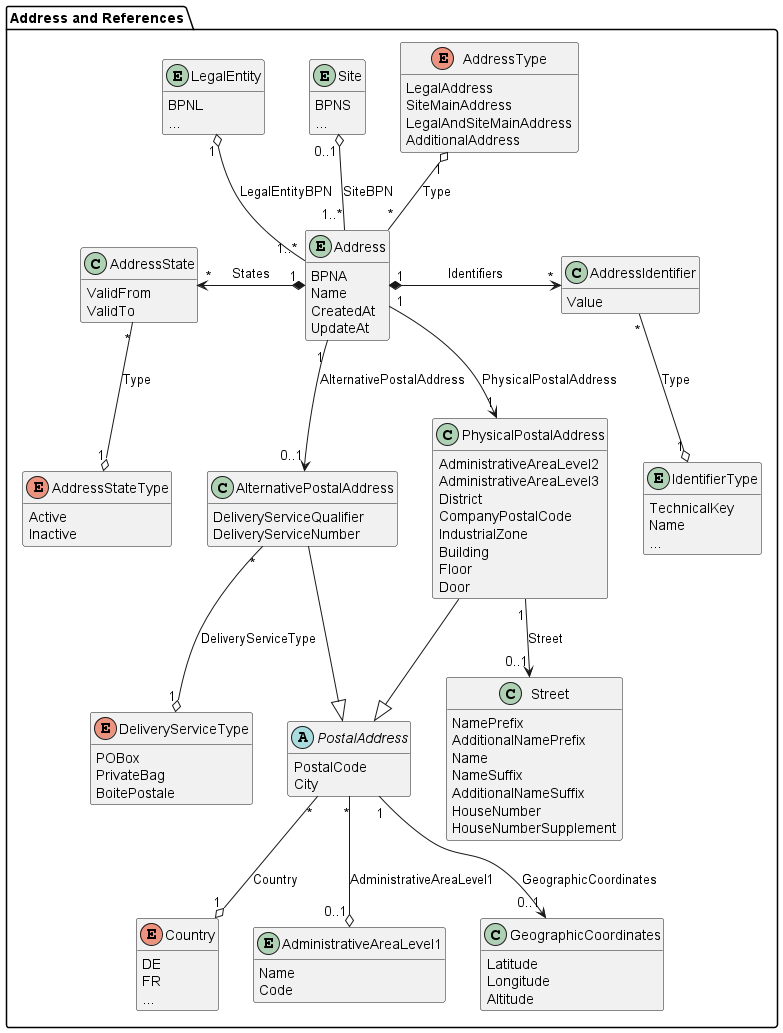 Address and References
E LegalEntity
BPNL
...
E Site
BPNS
...
E AddressType
LegalAddress
SiteMainAddress
LegalAndSiteMainAddress
AdditionalAddress
1
0..1
1
LegalEntityBPN
SiteBPN
Type
1..*
1..*
*
C AddressState
ValidFrom
ValidTo
* States 1
E Address
BPNA
Name
CreatedAt
UpdateAt
1 Identifiers *
1
C AddressIdentifier
Value
*
Type
1
1
AlternativePostalAddress
0..1
PhysicalPostalAddress
1
*
Type
1
E AddressStateType
Active
Inactive
C AlternativePostalAddress
DeliveryServiceQualifier
DeliveryServiceNumber
C PhysicalPostalAddress
AdministrativeAreaLevel2
AdministrativeAreaLevel3
District
CompanyPostalCode
IndustrialZone
Building
Floor
Door
E IdentifierType
TechnicalKey
Name
...
*
DeliveryServiceType
1
1
Street
0..1
E DeliveryServiceType
POBox
PrivateBag
BoitePostale
A PostalAddress
PostalCode
City
C Street
NamePrefix
AdditionalNamePrefix
Name
NameSuffix
AdditionalNameSuffix
HouseNumber
HouseNumberSupplement
*
*
1
Country
AdministrativeAreaLevel1
GeographicCoordinates
1
0..1
0..1
E Country
DE
FR
...
E AdministrativeAreaLevel1
Name
Code
C GeographicCoordinates
Latitude
Longitude
Altitude